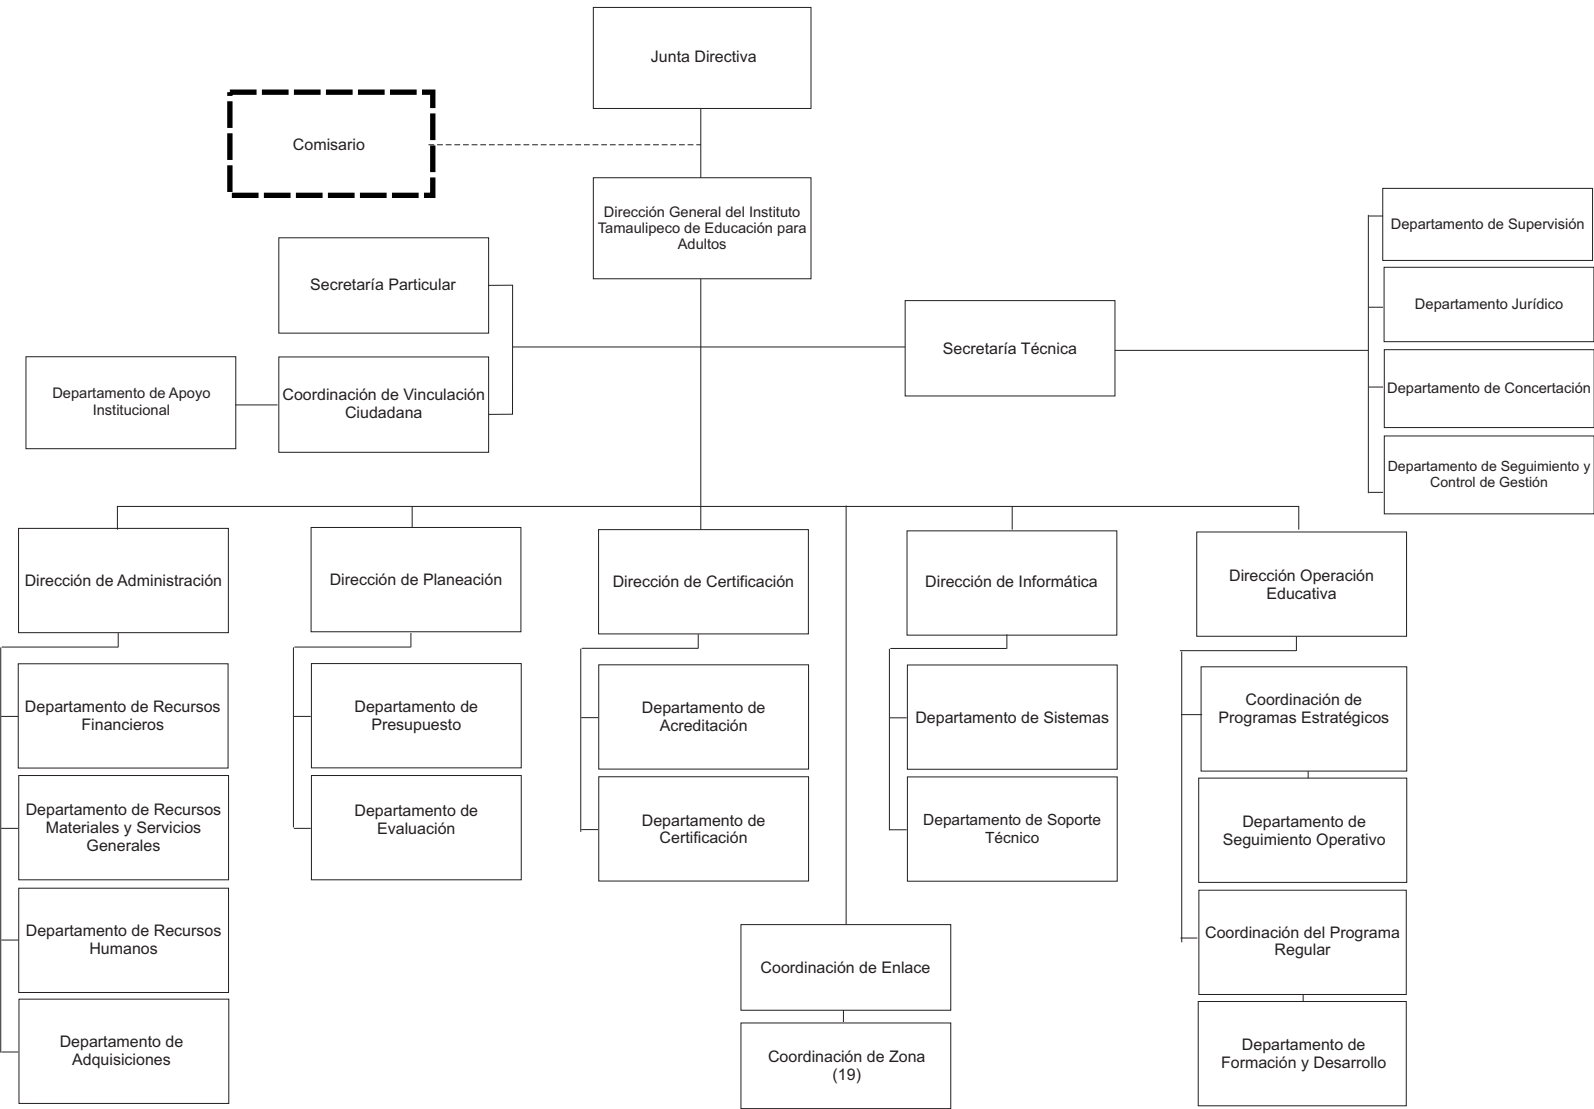 Junta Directiva
Comisario
Dirección General del Instituto
Tamaulipeco de Educación para
Adultos
Secretaría Particular
Coordinación de Vinculación
Ciudadana
Departamento de Apoyo
Institucional
Secretaría Técnica
Departamento de Supervisión
Departamento Jurídico
Departamento de Concertación
Departamento de Seguimiento y
Control de Gestión
Dirección de Administración
Departamento de Recursos
Financieros
Departamento de Recursos
Materiales y Servicios
Generales
Departamento de Recursos
Humanos
Departamento de
Adquisiciones
Dirección de Planeación
Departamento de
Presupuesto
Departamento de
Evaluación
Dirección de Certificación
Departamento de
Acreditación
Departamento de
Certificación
Coordinación de Enlace
Coordinación de Zona
(19)
Dirección de Informática
Departamento de Sistemas
Departamento de Soporte
Técnico
Dirección Operación
Educativa
Coordinación de
Programas Estratégicos
Departamento de
Seguimiento Operativo
Coordinación del Programa
Regular
Departamento de
Formación y Desarrollo